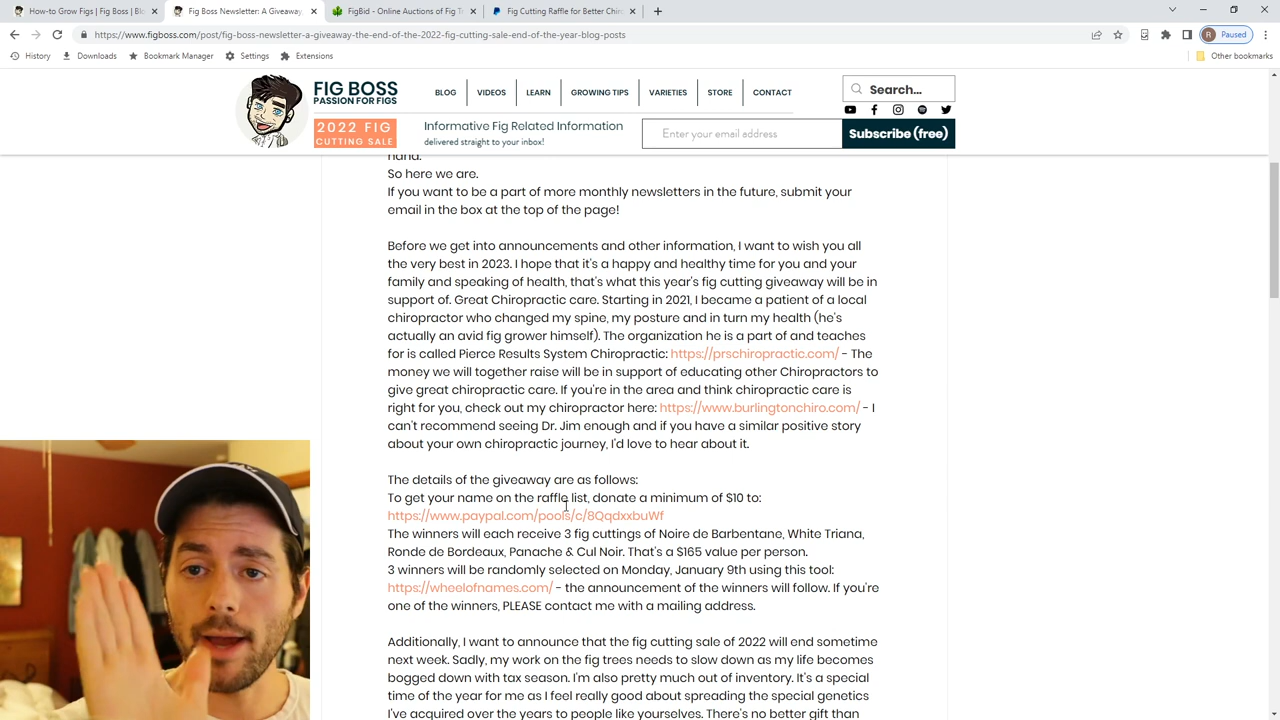 How-to Grow Figs | Fig Boss | Blo
Fig Boss Newsletter: A Giveaway
FigBid - Online Auctions of Fig T
Fig Cutting Raffle for Better Chiro
https://www.figboss.com/post/fig-boss-newsletter-a-giveaway-the-end-of-the-2022-fig-cutting-sale-end-of-the-year-blog-posts
R Paused
History Downloads Bookmark Manager Settings Extensions Other bookmarks
FIG BOSS
PASSION FOR FIGS
BLOG VIDEOS LEARN GROWING TIPS VARIETIES STORE CONTACT
Search...
2022 FIG
CUTTING SALE
Informative Fig Related Information
delivered straight to your inbox!
Enter your email address
Subscribe (free)
hand.
So here we are.
If you want to be a part of more monthly newsletters in the future, submit your
email in the box at the top of the page!
Before we get into announcements and other information, I want to wish you all
the very best in 2023. I hope that it's a happy and healthy time for you and your
family and speaking of health, that's what this year's fig cutting giveaway will be in
support of. Great Chiropractic care. Starting in 2021, I became a patient of a local
chiropractor who changed my spine, my posture and in turn my health (he's
actually an avid fig grower himself). The organization he is a part of and teaches
for is called Pierce Results System Chiropractic: https://prschiropractic.com/ - The
money we will together raise will be in support of educating other Chiropractors to
give great chiropractic care. If you're in the area and think chiropractic care is
right for you, check out my chiropractor here: https://www.burlingtonchiro.com/ - I
can't recommend seeing Dr. Jim enough and if you have a similar positive story
about your own chiropractic journey, I'd love to hear about it.
The details of the giveaway are as follows:
To get your name on the raffle list, donate a minimum of $10 to:
https://www.paypal.com/pools/c/8QqdxxbuWf
The winners will each receive 3 fig cuttings of Noire de Barbentane, White Triana,
Ronde de Bordeaux, Panache & Cul Noir. That's a $165 value per person.
3 winners will be randomly selected on Monday, January 9th using this tool:
https://wheelofnames.com/ - the announcement of the winners will follow. If you're
one of the winners, PLEASE contact me with a mailing address.
Additionally, I want to announce that the fig cutting sale of 2022 will end sometime
next week. Sadly, my work on the fig trees needs to slow down as my life becomes
bogged down with tax season. I'm also pretty much out of inventory. It's a special
time of the year for me as I feel really good about spreading the special genetics
I've acquired over the years to people like yourselves. There's no better gift than